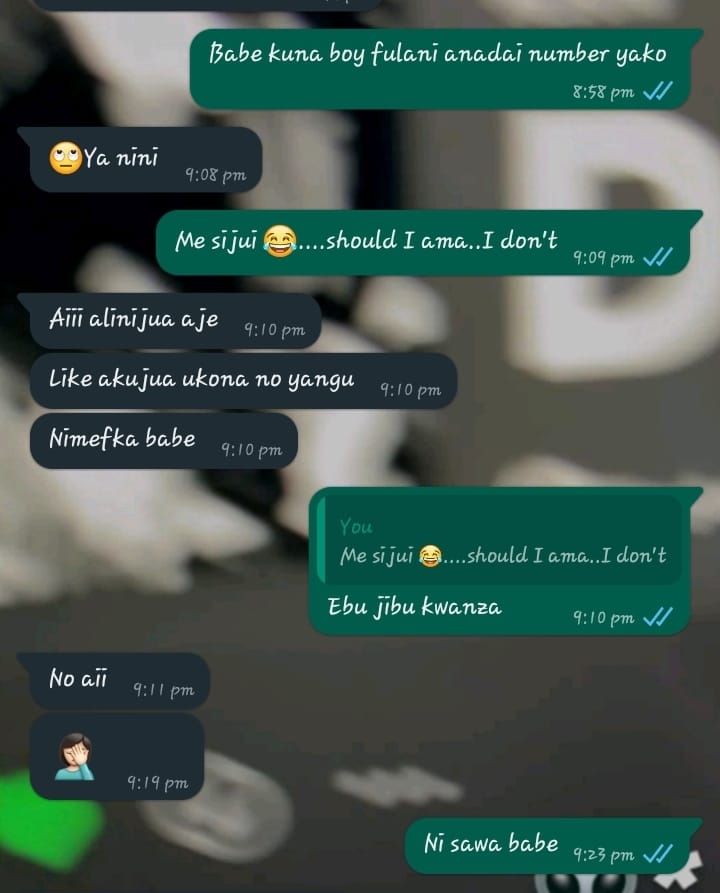 Babe kuna boy fulani anadai number yako
8:58 pm
🙄Ya nini
9:08 pm
Me sijui 😂....should I ama..I don't
9:09 pm
Aiii alinijua aje
9:10 pm
Like akujua ukona no yangu
9:10 pm
Nimefka babe
9:10 pm
You
Me sijui 😂....should I ama..I don't
Ebu jibu kwanza
9:10 pm
No aii
9:11 pm
🤦🏻‍♀️
9:19 pm
Ni sawa babe
9:23 pm